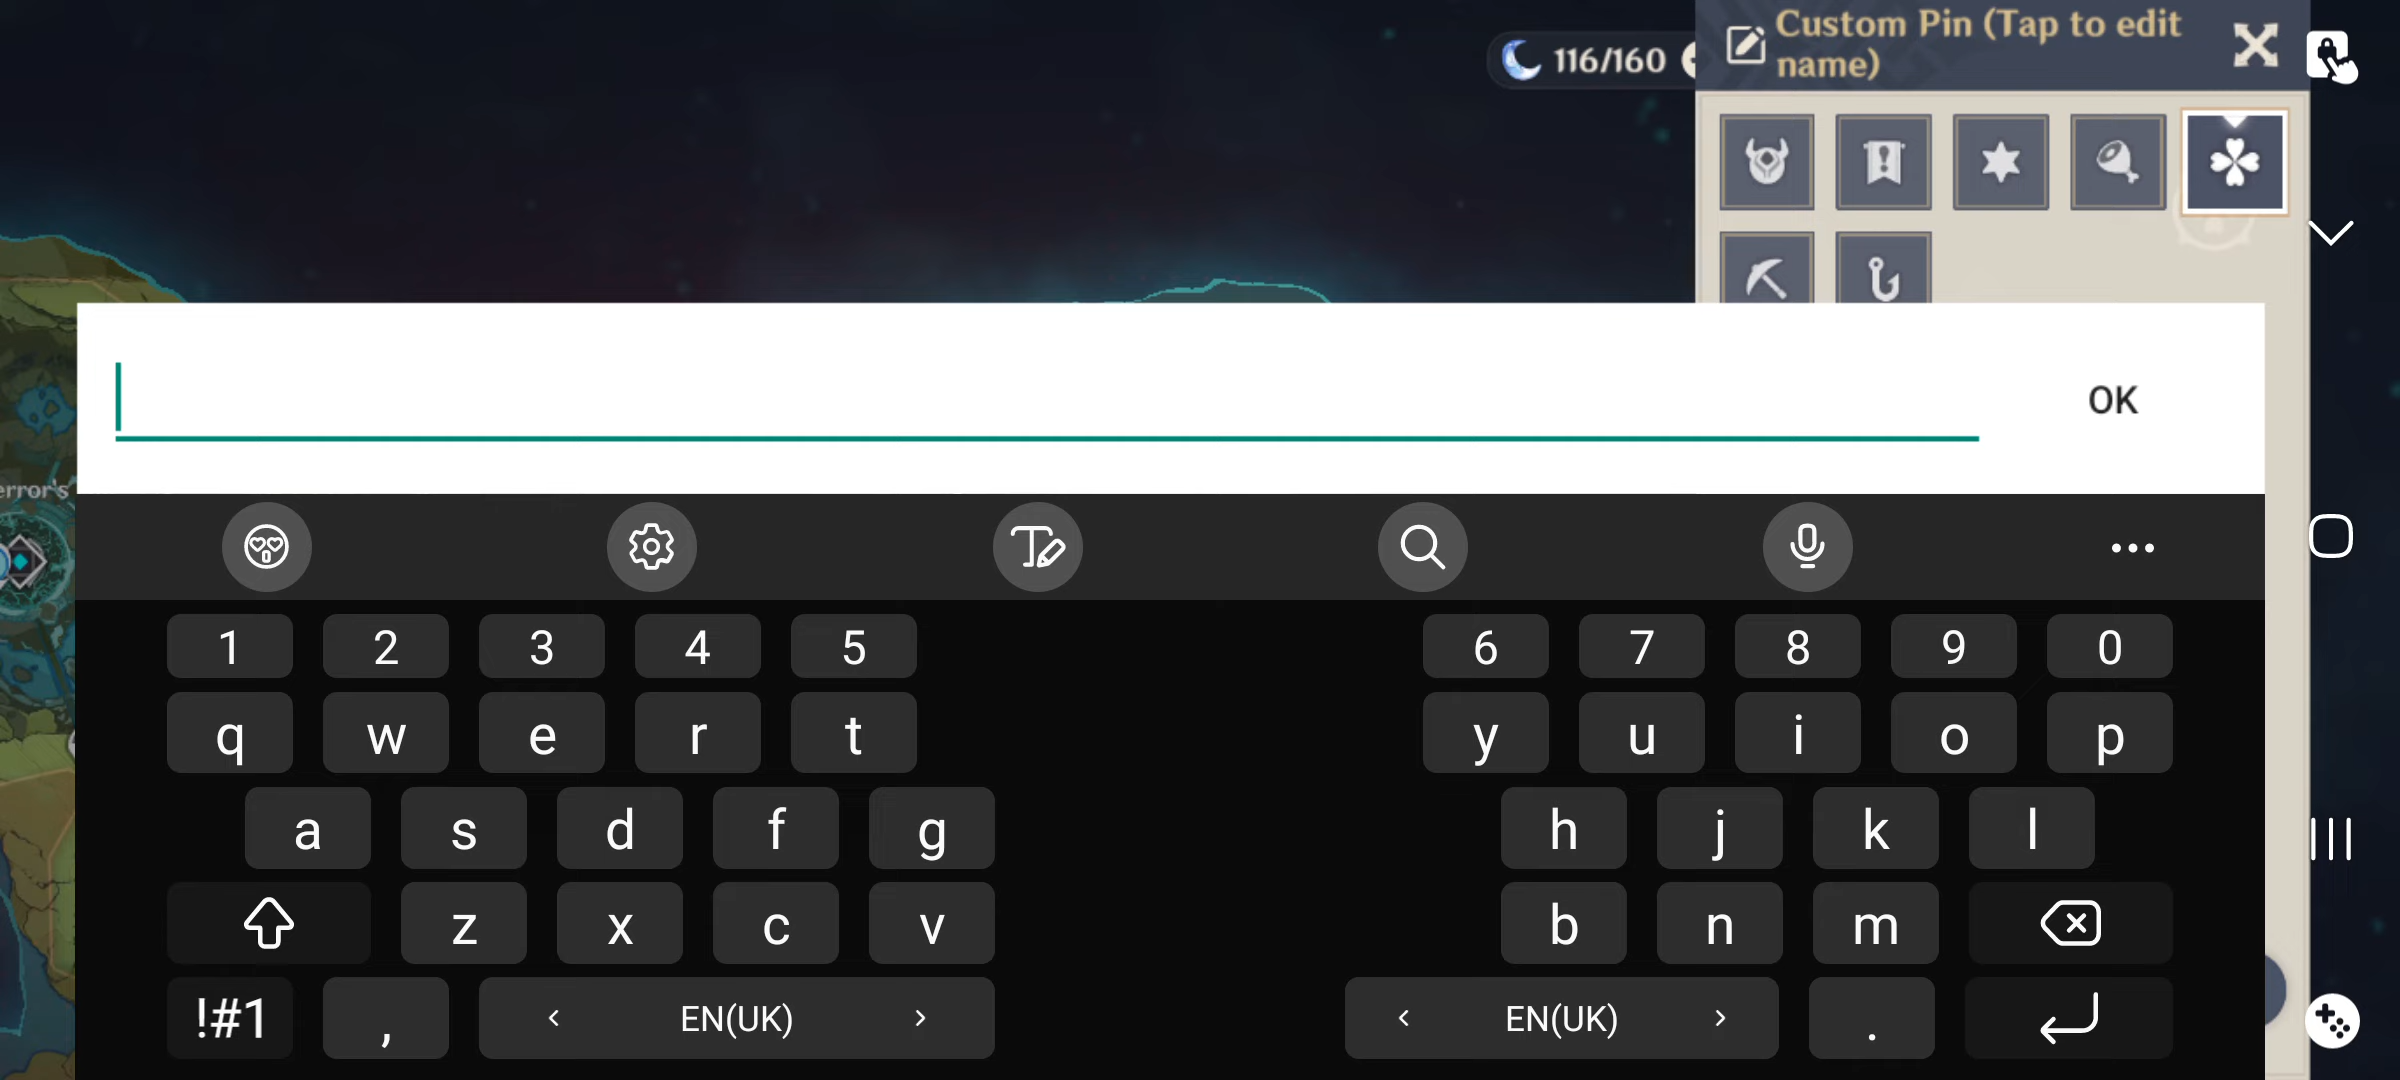 116/160
Custom Pin (Tap to edit
name)
OK
error's
1 2 3 4 5 6 7 8 9 0
q w e r t y u i o p
a s d f g h j k l
z x c v b n m
!#1 , < EN(UK) > < EN(UK) > .